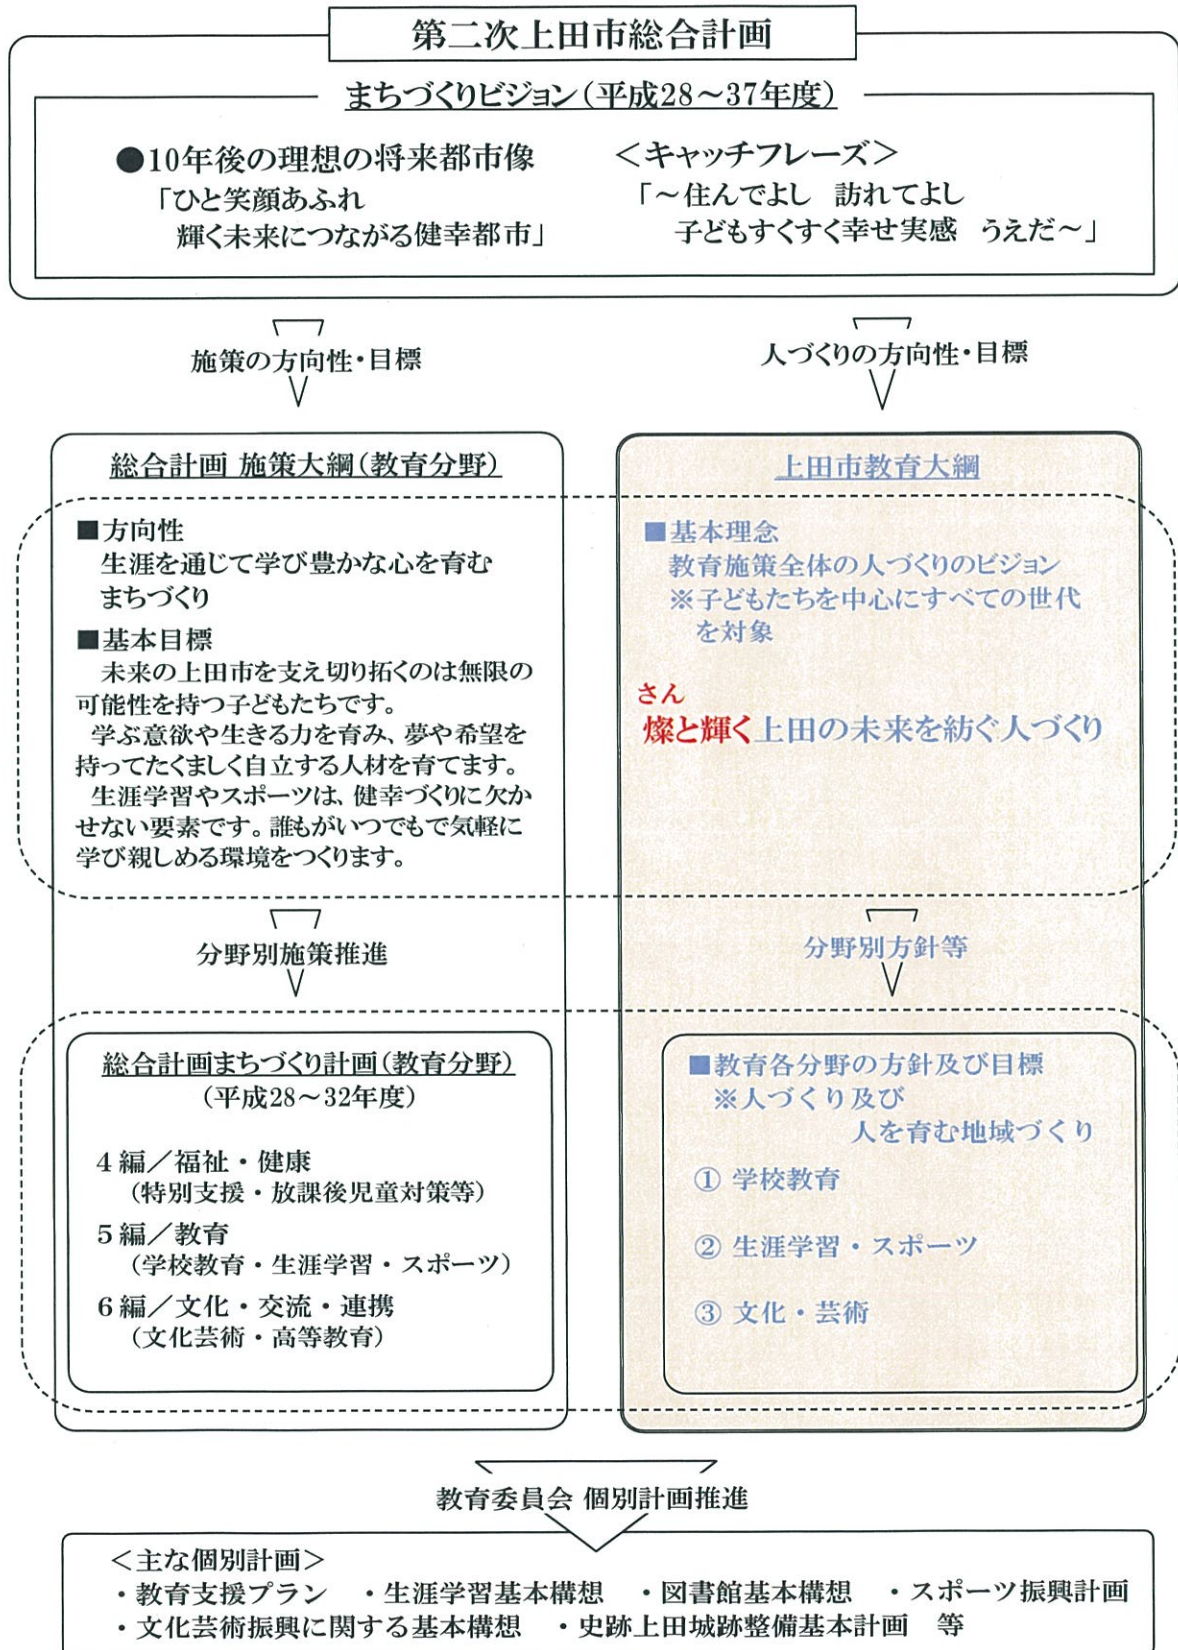 第二次上田市総合計画
まちづくりビジョン(平成28～37年度)
●10年後の理想の将来都市像
「ひと笑顔あふれ
輝く未来につながる健幸都市」
＜キャッチフレーズ＞
「～住んでよし 訪れてよし
子どもすくすく幸せ実感 うえだ～」
施策の方向性・目標
人づくりの方向性・目標
総合計画 施策大綱(教育分野)
■方向性
生涯を通じて学び豊かな心を育む
まちづくり
■基本目標
未来の上田市を支え切り拓くのは無限の
可能性を持つ子どもたちです。
学ぶ意欲や生きる力を育み、夢や希望を
持ってたくましく自立する人材を育てます。
生涯学習やスポーツは、健幸づくりに欠か
せない要素です。誰もがいつでもで気軽に
学び親しめる環境をつくります。
分野別施策推進
総合計画まちづくり計画(教育分野)
(平成28～32年度)
4編／福祉・健康
(特別支援・放課後児童対策等)
5編／教育
(学校教育・生涯学習・スポーツ)
6編／文化・交流・連携
(文化芸術・高等教育)
上田市教育大綱
■基本理念
教育施策全体の人づくりのビジョン
※子どもたちを中心にすべての世代
を対象
さん
燦と輝く上田の未来を紡ぐ人づくり
分野別方針等
■教育各分野の方針及び目標
※人づくり及び
人を育む地域づくり
① 学校教育
② 生涯学習・スポーツ
③ 文化・芸術
教育委員会 個別計画推進
＜主な個別計画＞
・教育支援プラン ・生涯学習基本構想 ・図書館基本構想 ・スポーツ振興計画
・文化芸術振興に関する基本構想 ・史跡上田城跡整備基本計画 等